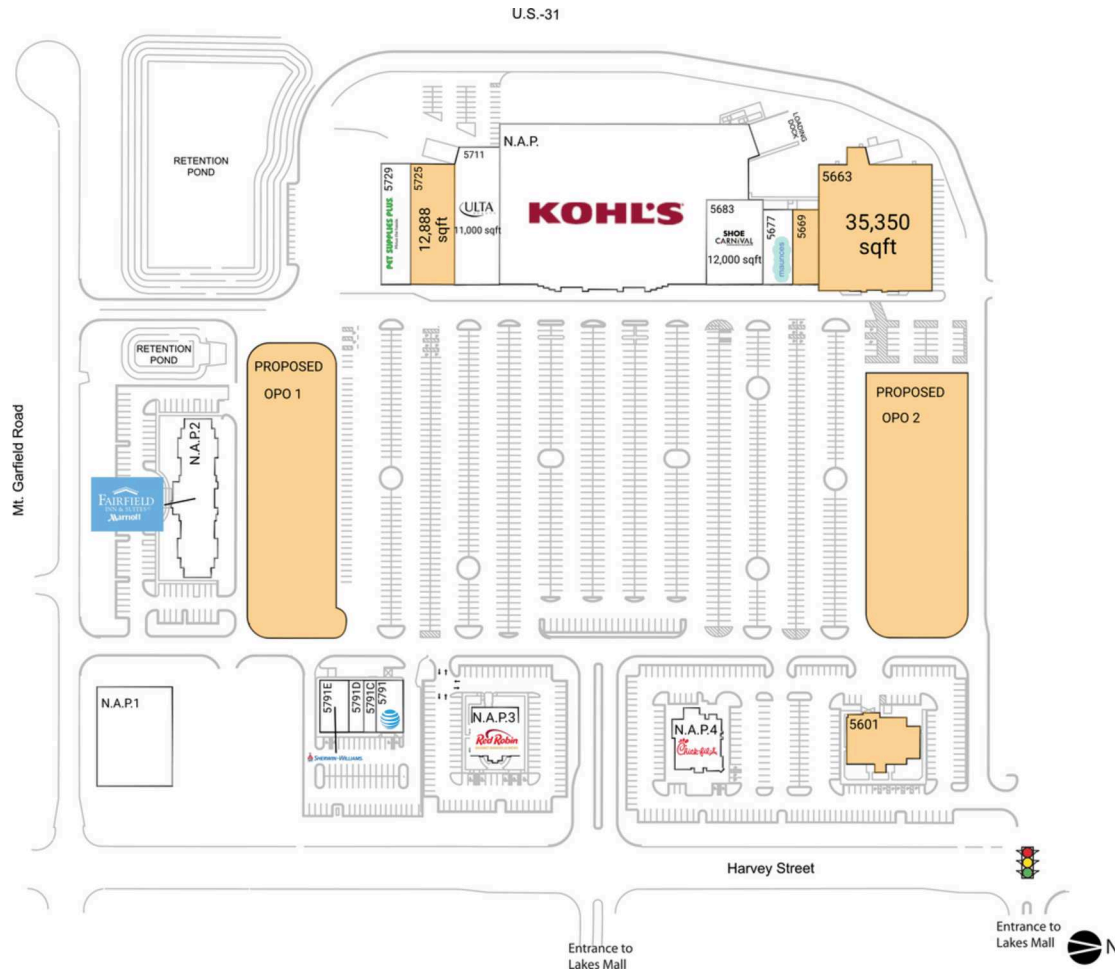 U.S.-31
RETENTION
POND
N.A.P.
LOADING
DOCK
5711
5729
PET SUPPLIES PLUS
5725
12,888
sqft
ULTA
11,000 sqft
KOHL'S
5683
SHOE
CARNIVAL
12,000 sqft
5677
maurices
5669
5663
35,350
sqft
RETENTION
POND
PROPOSED
OPO 1
PROPOSED
OPO 2
Mt. Garfield Road
N.A.P.2
FAIRFIELD
INN & SUITES
Marriott
N.A.P.1
5791E
5791D
5791C
5791
SHERWIN-WILLIAMS
N.A.P.3
Red Robin
N.A.P.4
Chick-fil-A
5601
Harvey Street
Entrance to
Lakes Mall
Entrance to
Lakes Mall
N